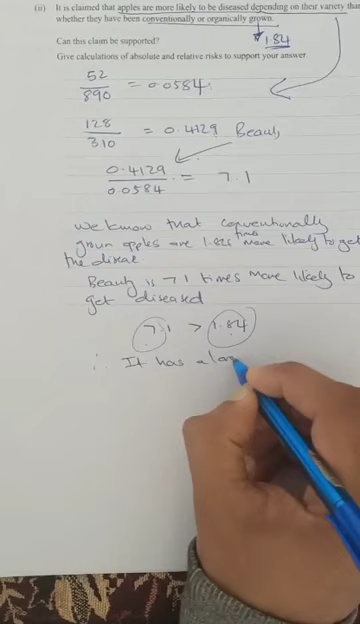 (ii) It is claimed that apples are more likely to be diseased depending on their variety than
whether they have been conventionally or organically grown.
1.84
Can this claim be supported?
Give calculations of absolute and relative risks to support your answer.
52/890 = 0.0584
128/310 = 0.4129 Beauty
0.4129/0.0584 = 7.1
We know that conventionally
grown apples are times more likely to get
the diseas
Beauty is 7.1 times more likely to
get diseased
7.1 > 1.84
∴ It has a lar